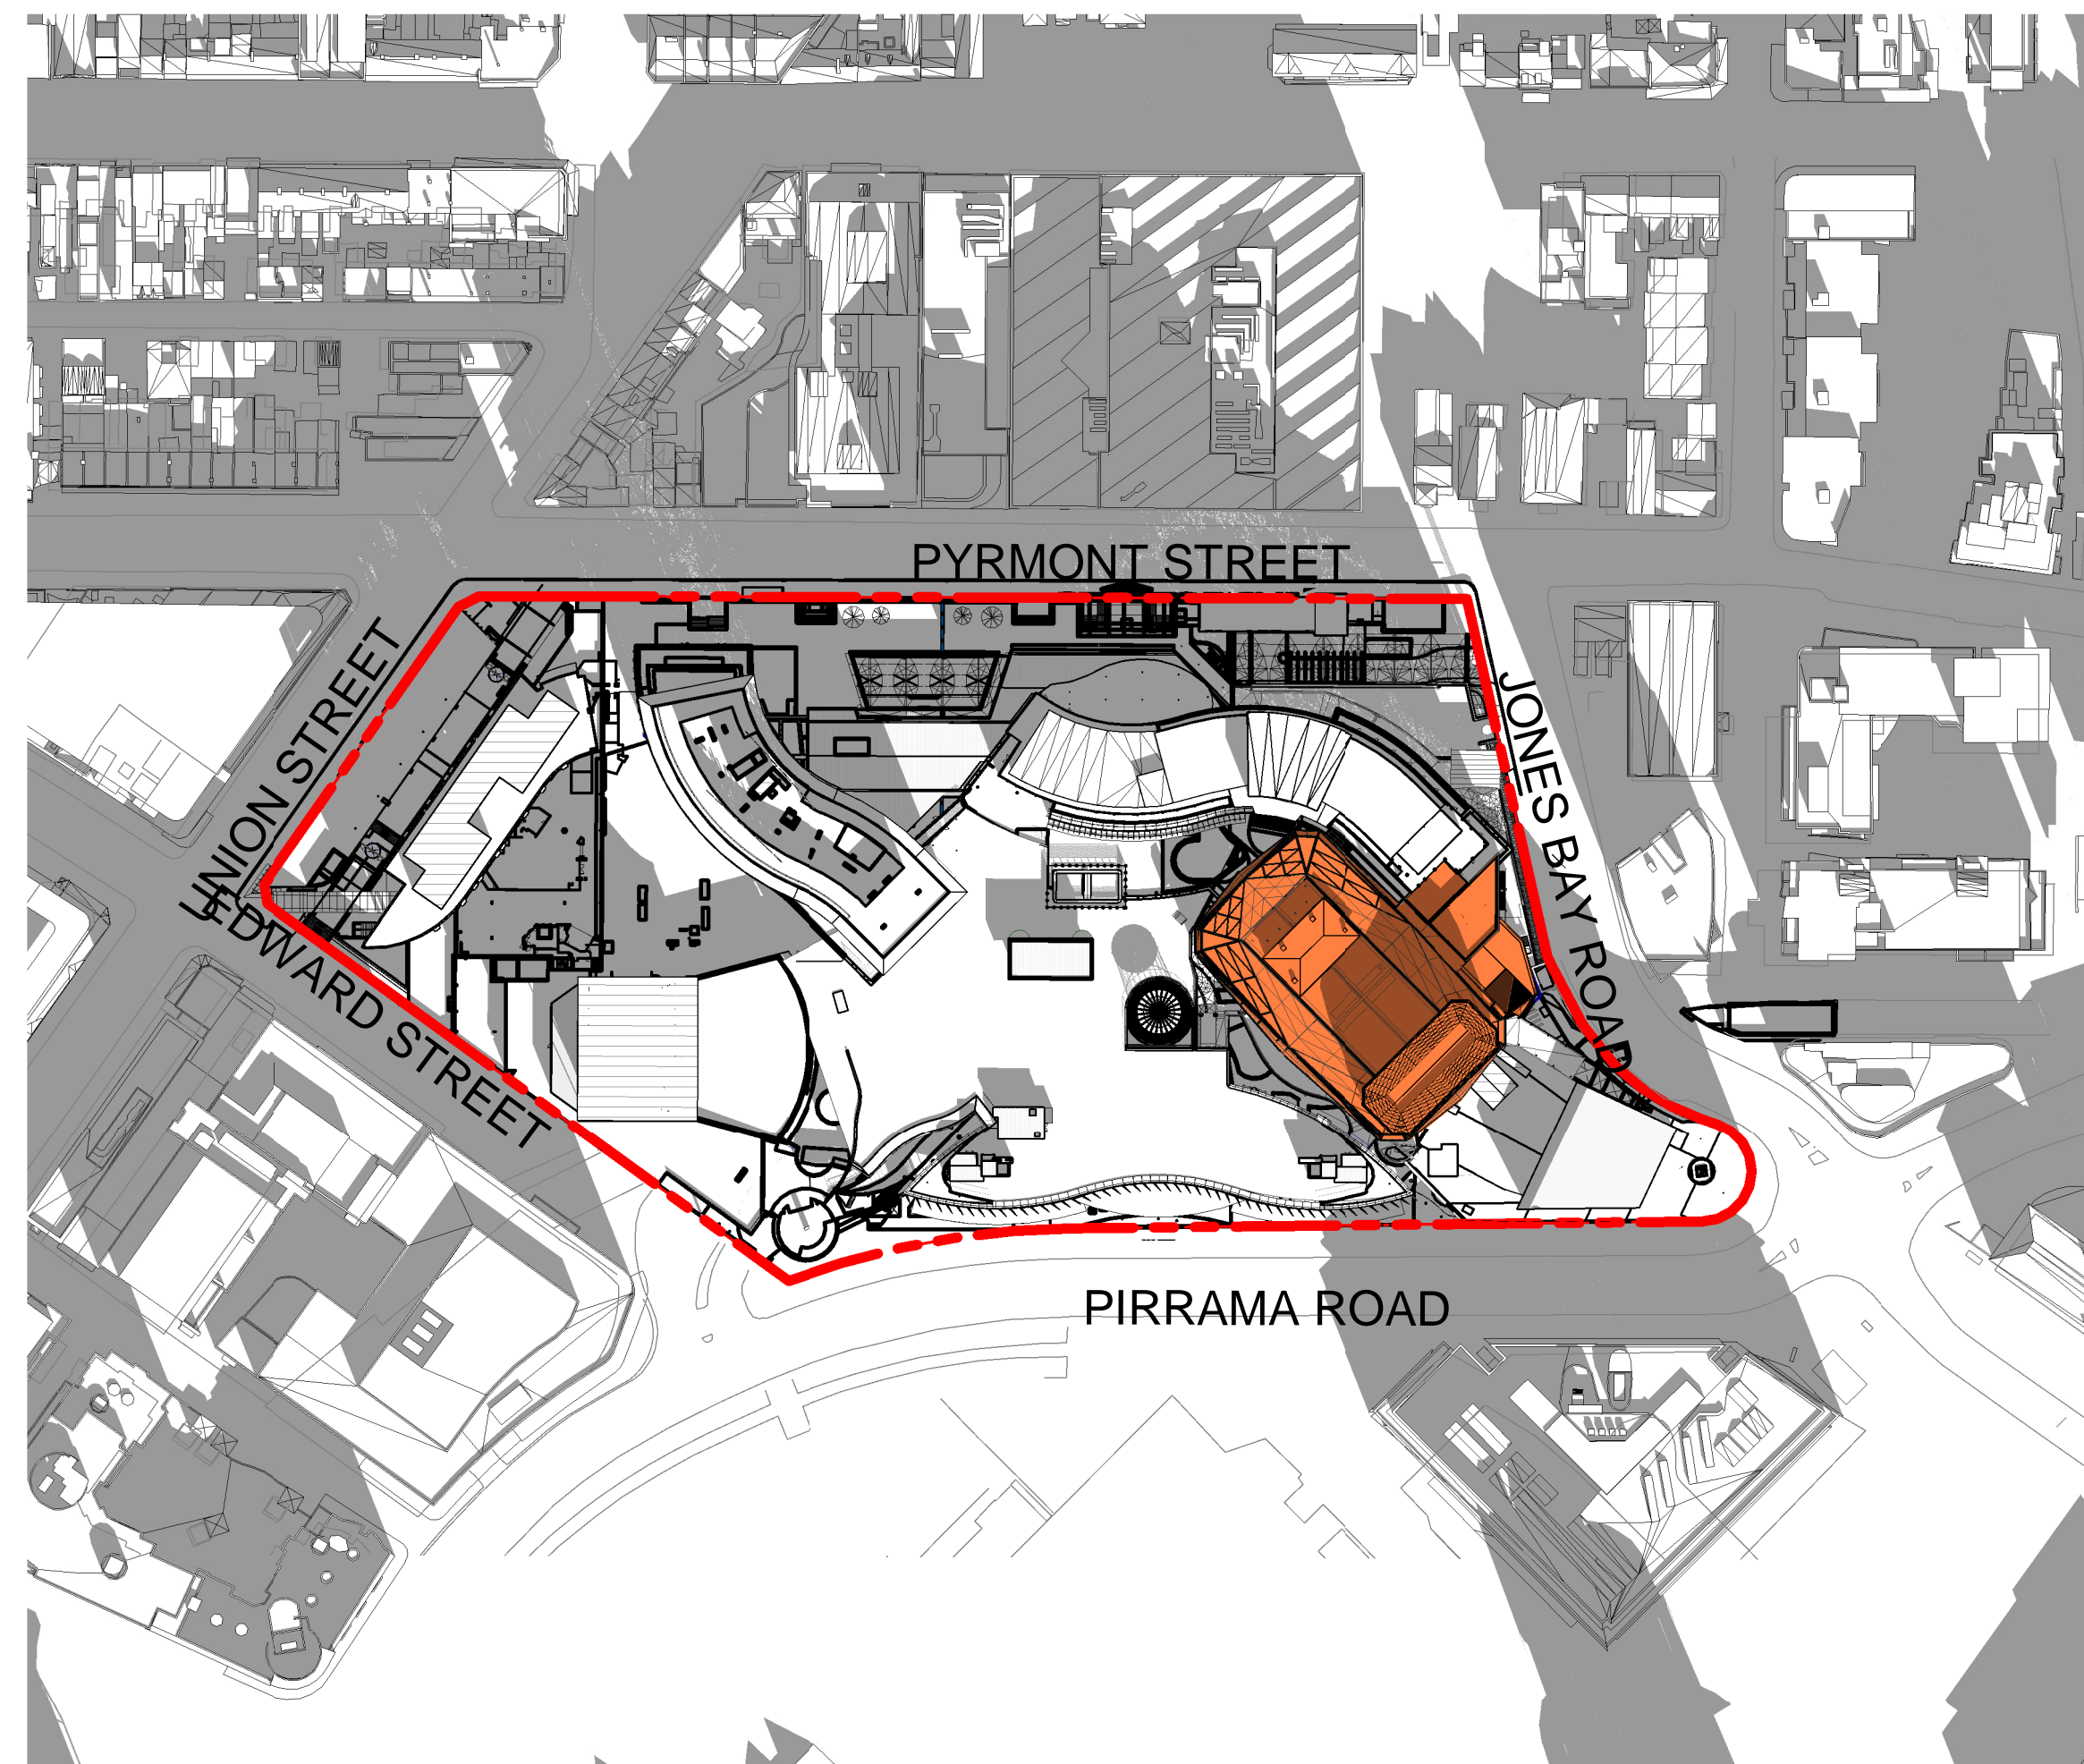 PYRMONT STREET
UNION STREET
JONES BAY ROAD
EDWARD STREET
PIRRAMA ROAD